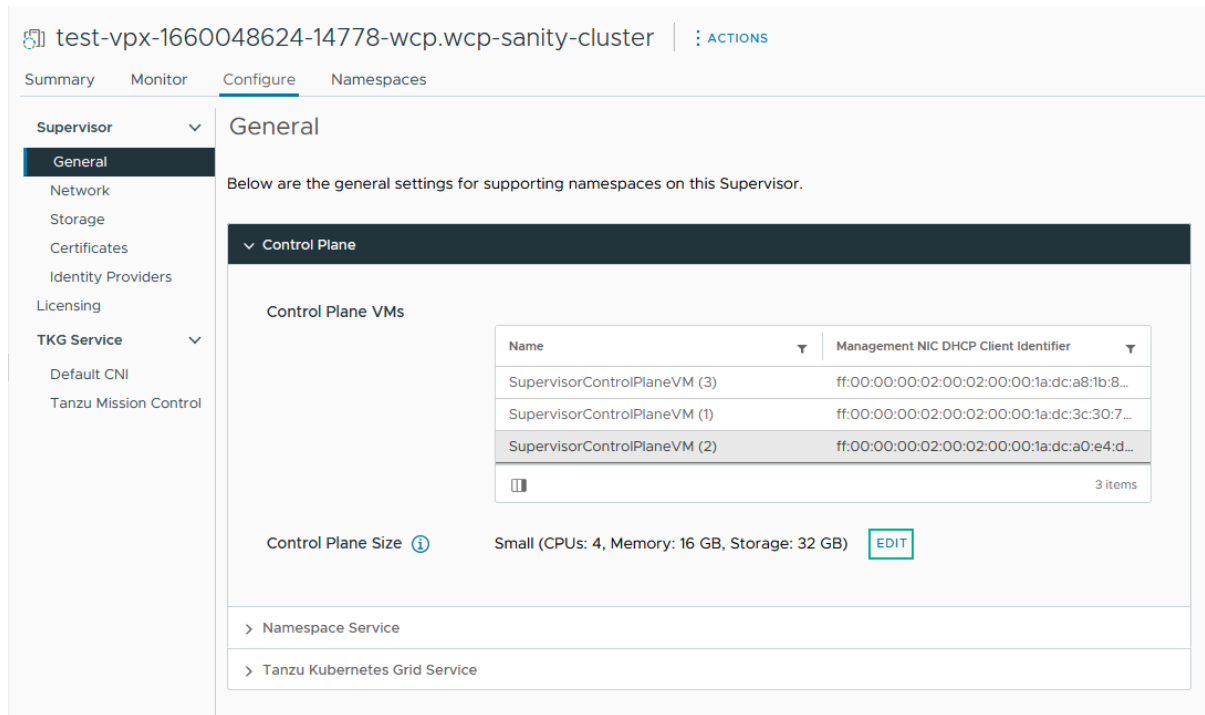 test-vpx-1660048624-14778-wcp.wcp-sanity-cluster
ACTIONS
Summary Monitor Configure Namespaces
Supervisor
General
Network
Storage
Certificates
Identity Providers
Licensing
TKG Service
Default CNI
Tanzu Mission Control
General
Below are the general settings for supporting namespaces on this Supervisor.
Control Plane
Control Plane VMs
Name Management NIC DHCP Client Identifier
SupervisorControlPlaneVM (3) ff:00:00:00:02:00:02:00:00:1a:dc:a8:1b:8...
SupervisorControlPlaneVM (1) ff:00:00:00:02:00:02:00:00:1a:dc:3c:30:7...
SupervisorControlPlaneVM (2) ff:00:00:00:02:00:02:00:00:1a:dc:a0:e4:d...
3 items
Control Plane Size Small (CPUs: 4, Memory: 16 GB, Storage: 32 GB) EDIT
Namespace Service
Tanzu Kubernetes Grid Service